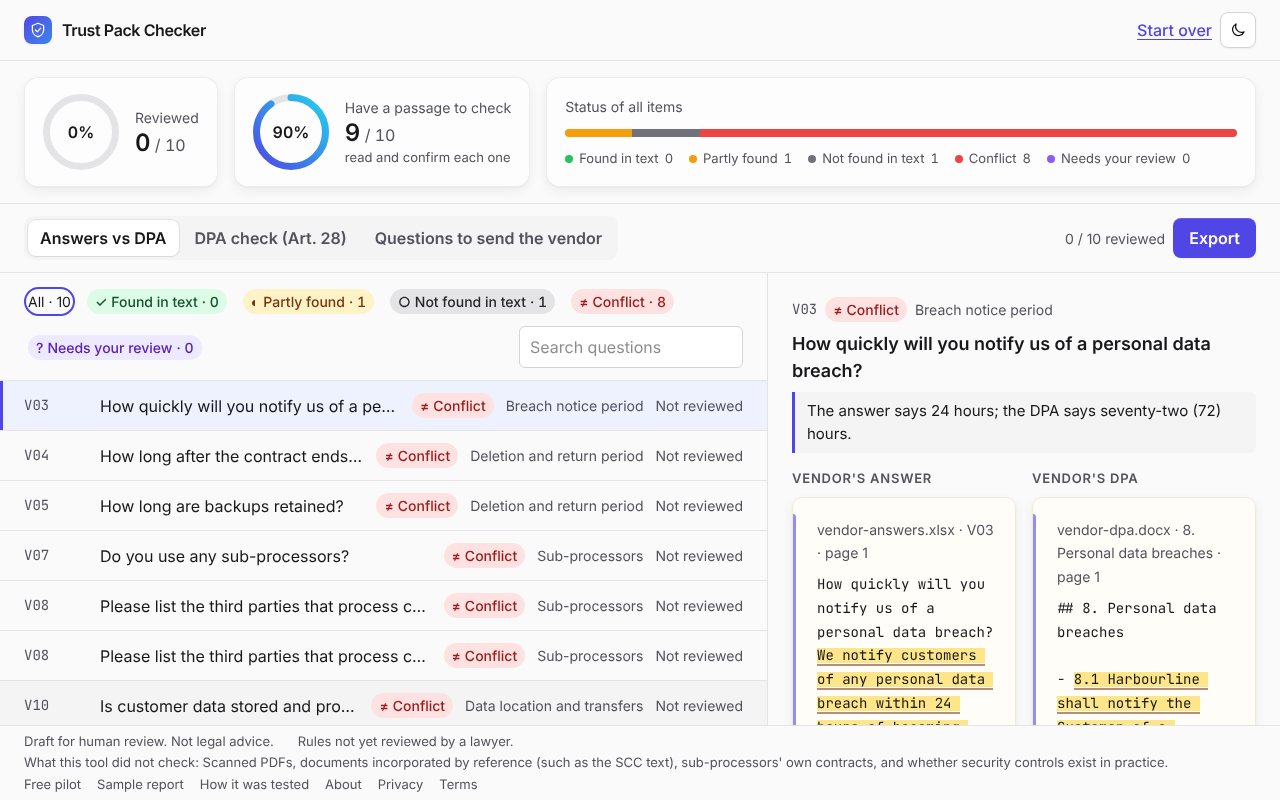 Trust Pack Checker
Start over
0%
Reviewed
0 / 10
90%
Have a passage to check
9 / 10
read and confirm each one
Status of all items
Found in text 0
Partly found 1
Not found in text 1
Conflict 8
Needs your review 0
Answers vs DPA
DPA check (Art. 28)
Questions to send the vendor
0 / 10 reviewed
Export
All · 10
✓ Found in text · 0
Partly found · 1
Not found in text · 1
≠ Conflict · 8
? Needs your review · 0
Search questions
V03 How quickly will you notify us of a pe... ≠ Conflict Breach notice period Not reviewed
V04 How long after the contract ends... ≠ Conflict Deletion and return period Not reviewed
V05 How long are backups retained? ≠ Conflict Deletion and return period Not reviewed
V07 Do you use any sub-processors? ≠ Conflict Sub-processors Not reviewed
V08 Please list the third parties that process c... ≠ Conflict Sub-processors Not reviewed
V08 Please list the third parties that process c... ≠ Conflict Sub-processors Not reviewed
V10 Is customer data stored and pro... ≠ Conflict Data location and transfers Not reviewed
V03 ≠ Conflict Breach notice period
How quickly will you notify us of a personal data
breach?
The answer says 24 hours; the DPA says seventy-two (72)
hours.
VENDOR'S ANSWER
vendor-answers.xlsx · V03
· page 1
How quickly will you
notify us of a
personal data breach?
We notify customers
of any personal data
breach within 24
hours of becoming
VENDOR'S DPA
vendor-dpa.docx · 8.
Personal data breaches ·
page 1
## 8. Personal data
breaches
- 8.1 Harbourline
shall notify the
Customer of a
Draft for human review. Not legal advice. Rules not yet reviewed by a lawyer.
What this tool did not check: Scanned PDFs, documents incorporated by reference (such as the SCC text), sub-processors' own contracts, and whether security controls exist in practice.
Free pilot Sample report How it was tested About Privacy Terms